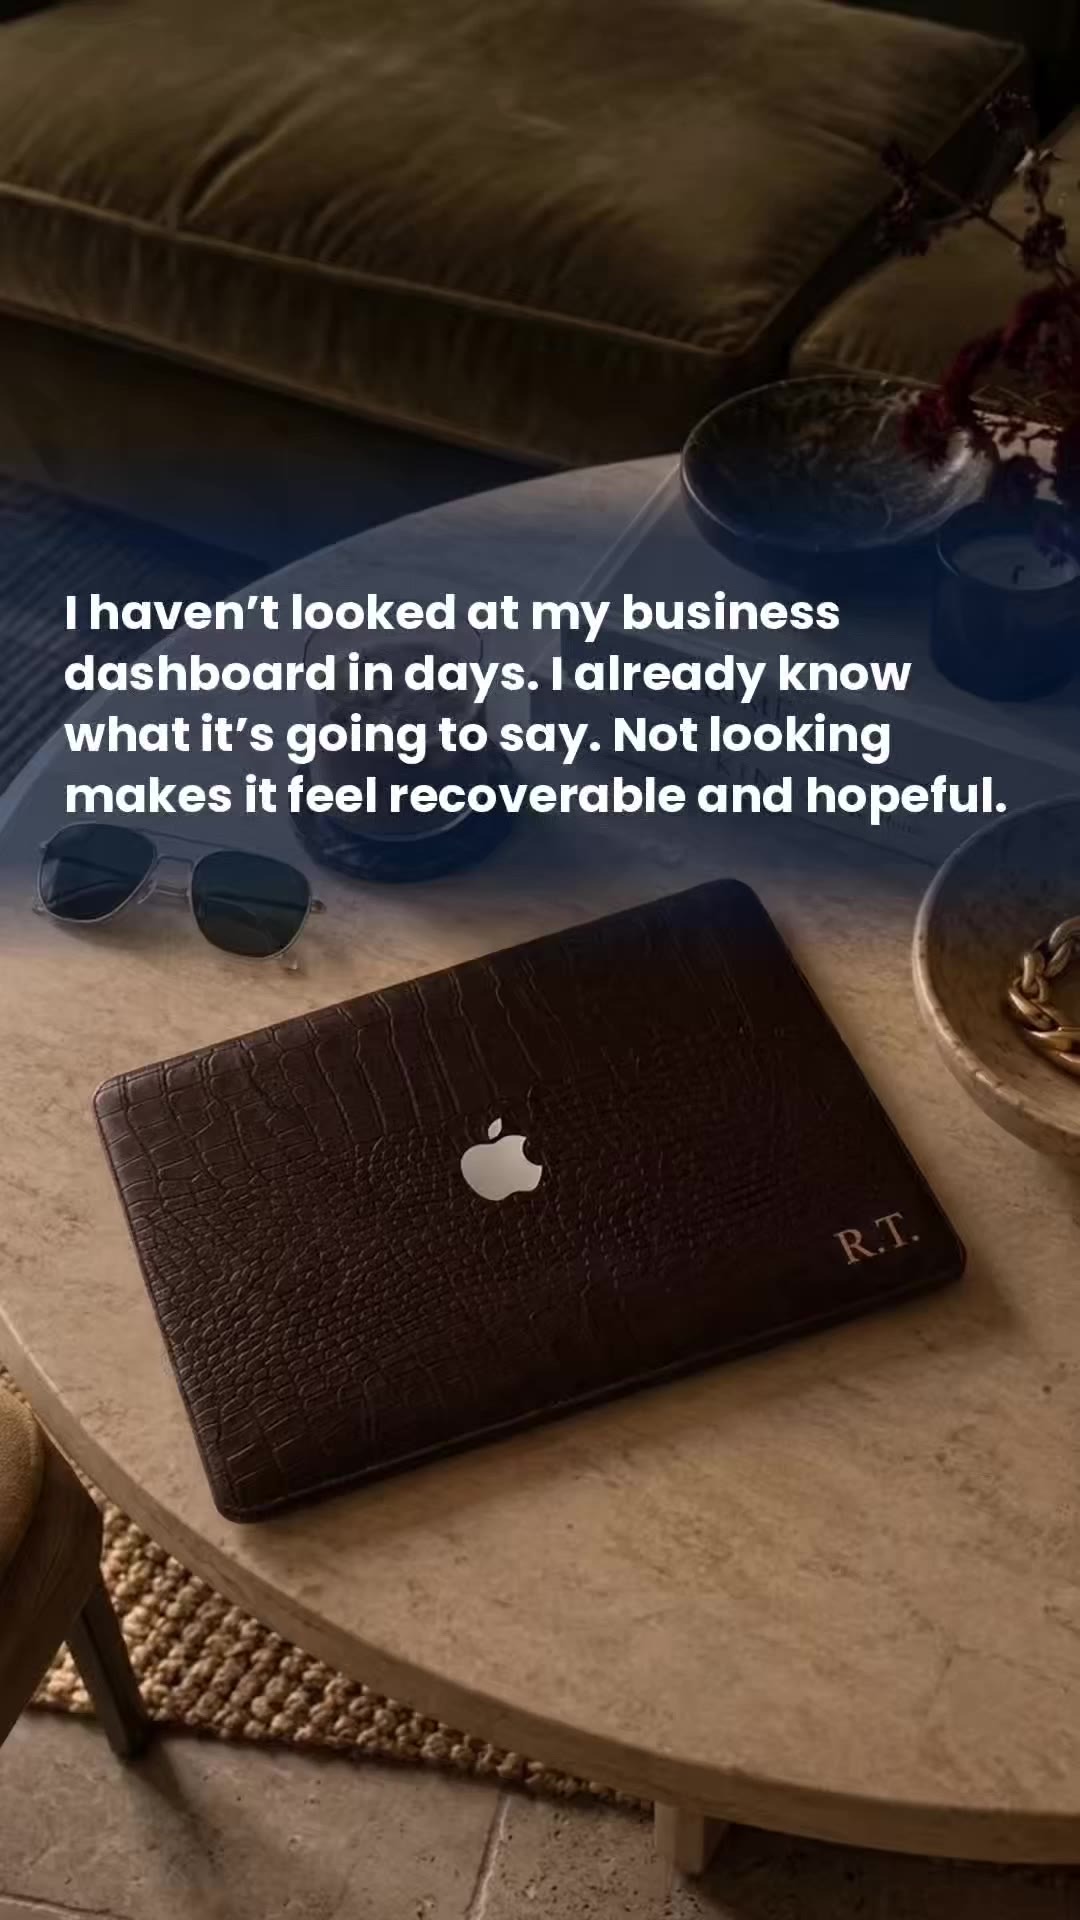 I haven’t looked at my business
dashboard in days. I already know
what it’s going to say. Not looking
makes it feel recoverable and hopeful.
R.T.